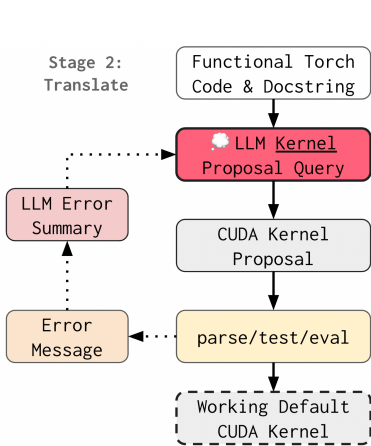 Stage 2:
Translate
Functional Torch
Code & Docstring
💭 LLM Kernel
Proposal Query
LLM Error
Summary
CUDA Kernel
Proposal
Error
Message
parse/test/eval
Working Default
CUDA Kernel